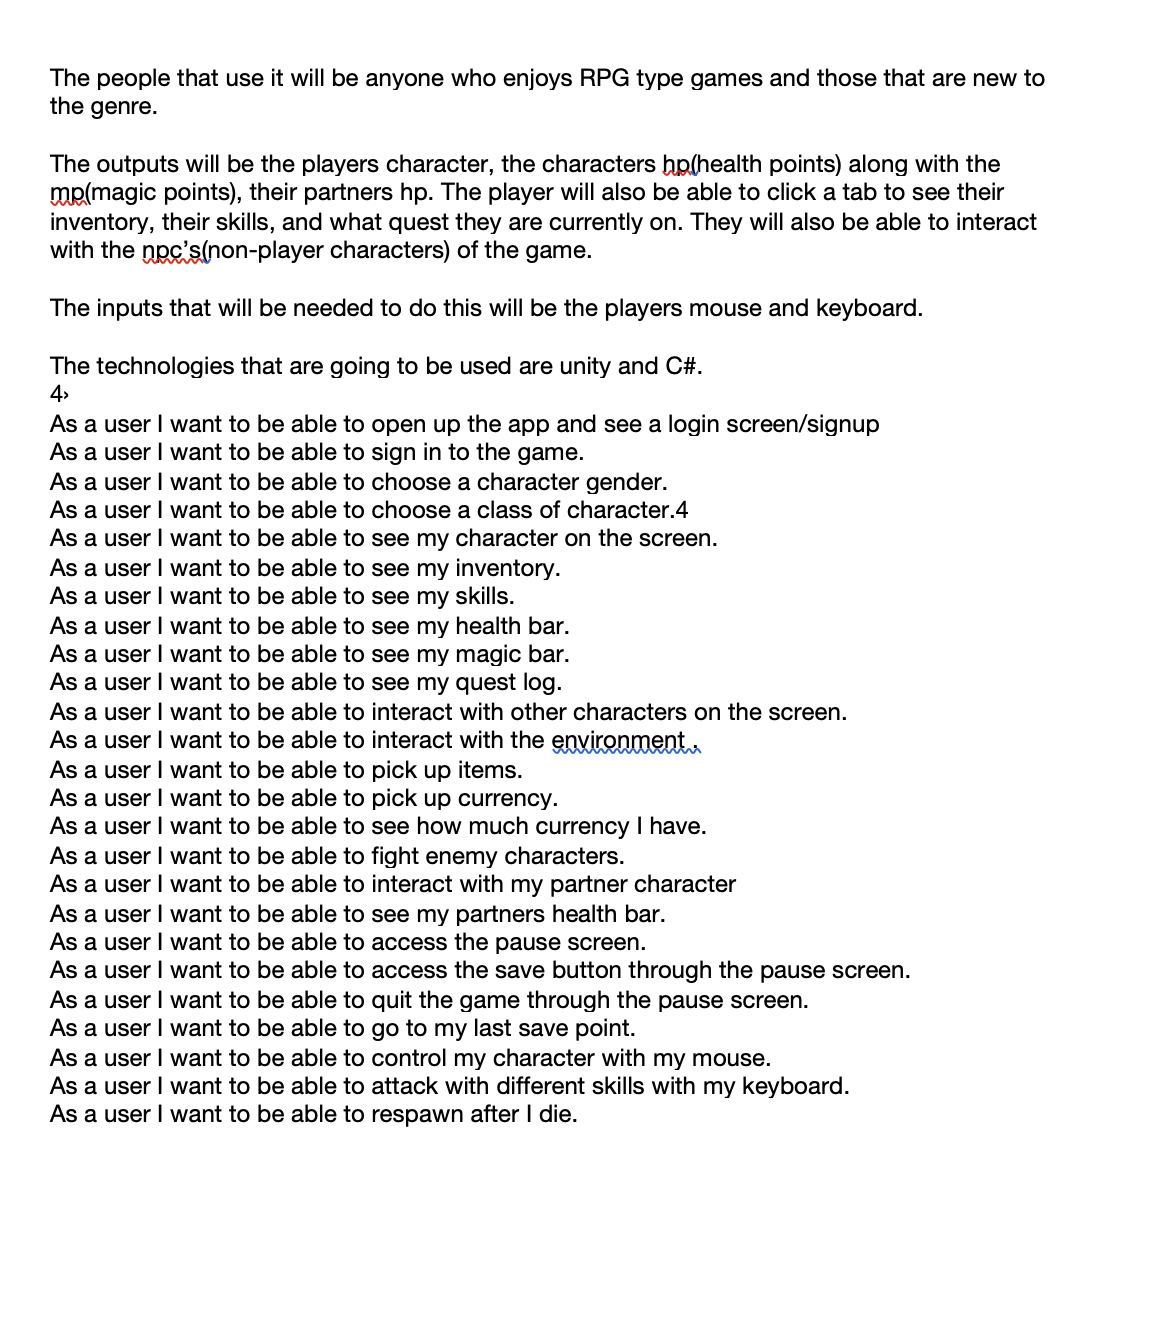 The people that use it will be anyone who enjoys RPG type games and those that are new to
the genre.
The outputs will be the players character, the characters hp(health points) along with the
mp(magic points), their partners hp. The player will also be able to click a tab to see their
inventory, their skills, and what quest they are currently on. They will also be able to interact
with the npc’s(non-player characters) of the game.
The inputs that will be needed to do this will be the players mouse and keyboard.
The technologies that are going to be used are unity and C#.
4›
As a user I want to be able to open up the app and see a login screen/signup
As a user I want to be able to sign in to the game.
As a user I want to be able to choose a character gender.
As a user I want to be able to choose a class of character.4
As a user I want to be able to see my character on the screen.
As a user I want to be able to see my inventory.
As a user I want to be able to see my skills.
As a user I want to be able to see my health bar.
As a user I want to be able to see my magic bar.
As a user I want to be able to see my quest log.
As a user I want to be able to interact with other characters on the screen.
As a user I want to be able to interact with the environment .
As a user I want to be able to pick up items.
As a user I want to be able to pick up currency.
As a user I want to be able to see how much currency I have.
As a user I want to be able to fight enemy characters.
As a user I want to be able to interact with my partner character
As a user I want to be able to see my partners health bar.
As a user I want to be able to access the pause screen.
As a user I want to be able to access the save button through the pause screen.
As a user I want to be able to quit the game through the pause screen.
As a user I want to be able to go to my last save point.
As a user I want to be able to control my character with my mouse.
As a user I want to be able to attack with different skills with my keyboard.
As a user I want to be able to respawn after I die.